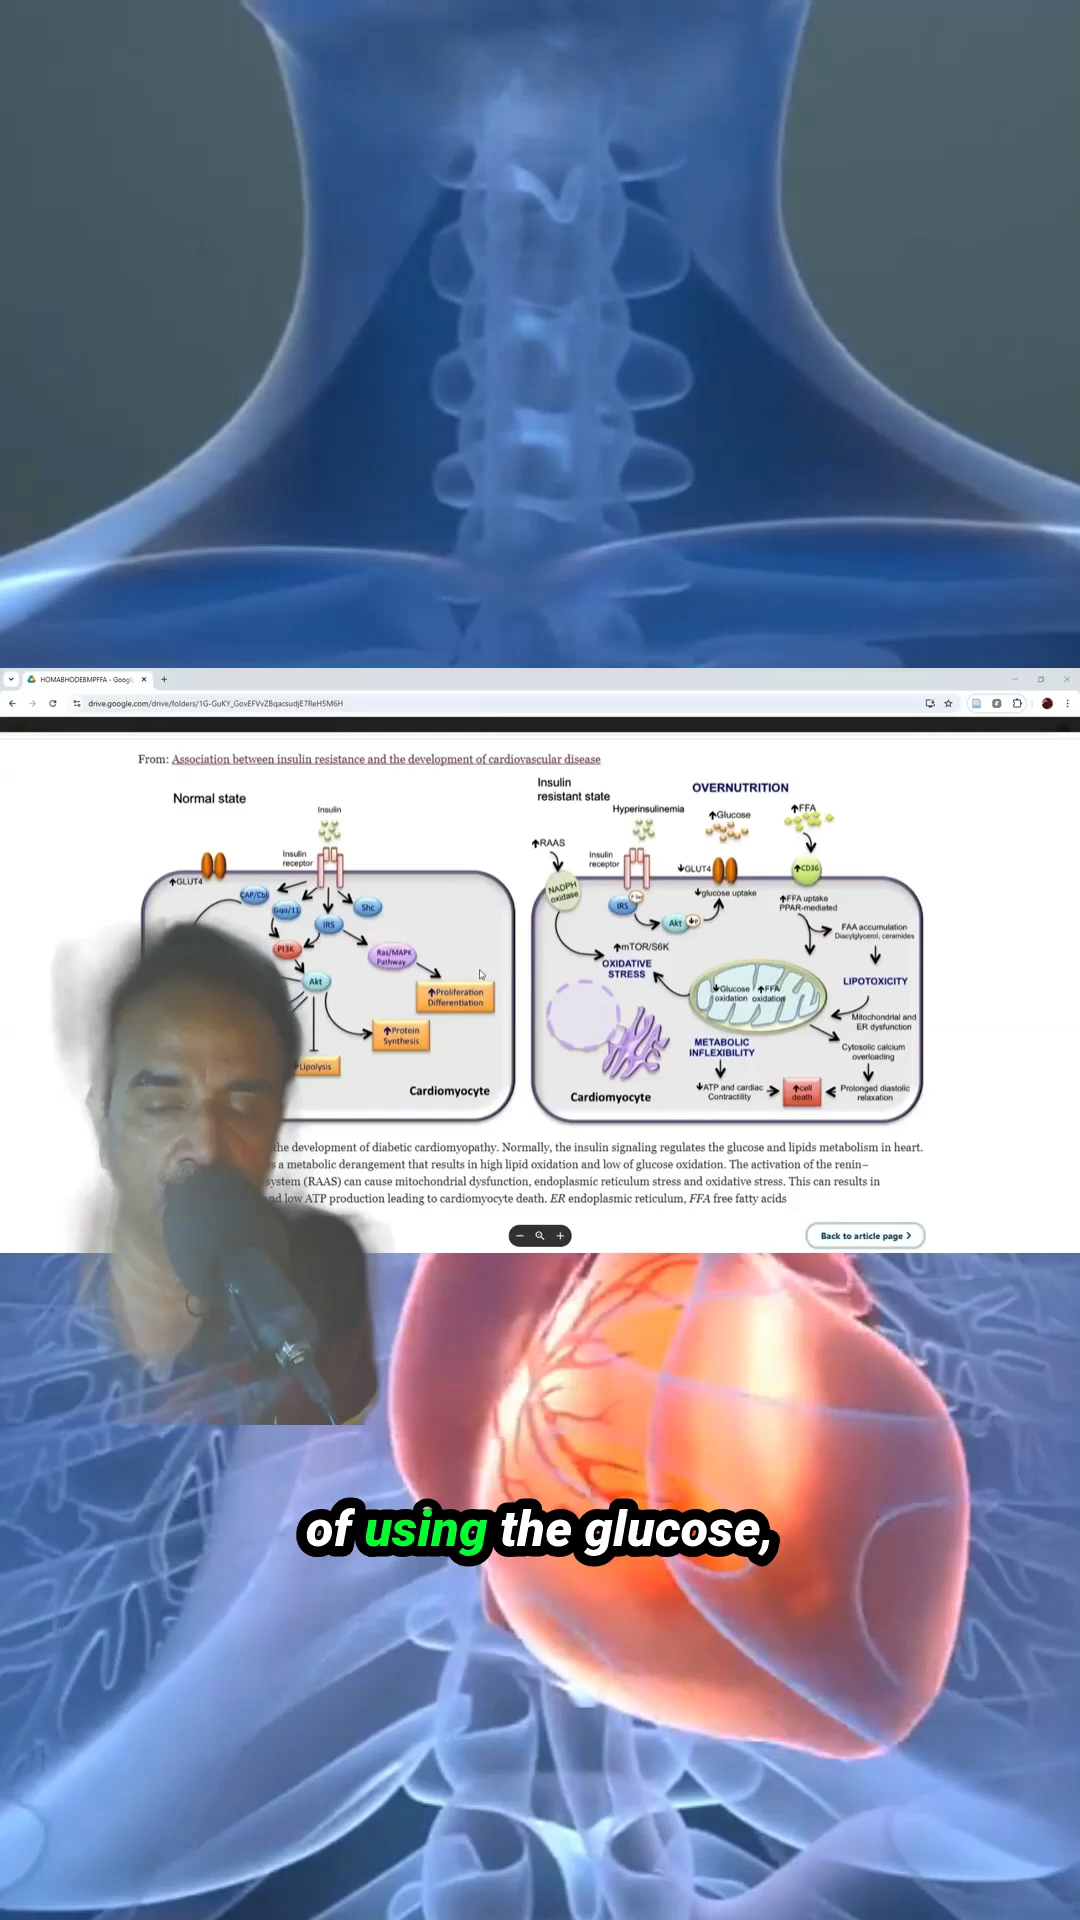 HOMABHODEBMPFFA - Googl
drive.google.com/drive/folders/1G-GuKY_GovEFVvZBqacsudjE7ReH5M6H
From: Association between insulin resistance and the development of cardiovascular disease
Normal state
Insulin
Insulin
receptor
↑GLUT4
CAP/Cbl
Gqα/11
Shc
IRS
PI3K
Ras/MAPK
Pathway
Akt
↑Proliferation
Differentiation
↑Protein
Synthesis
Lipolysis
Cardiomyocyte
Insulin
resistant state
OVERNUTRITION
Hyperinsulinemia
↑Glucose
↑FFA
↑RAAS
Insulin
receptor
↓GLUT4
↑CD36
NADPH
oxidase
P Ser
IRS
↓glucose uptake
Akt
↓P
↑FFA uptake
PPAR-mediated
FAA accumulation
Diacylglycerol, ceramides
↑mTOR/S6K
OXIDATIVE
STRESS
LIPOTOXICITY
↓Glucose ↑FFA
oxidation oxidation
Mitochondrial and
ER dysfunction
METABOLIC
INFLEXIBILITY
Cytosolic calcium
overloading
↓ATP and cardiac
Contractility
↑cell
death
Prolonged diastolic
relaxation
Cardiomyocyte
the development of diabetic cardiomyopathy. Normally, the insulin signaling regulates the glucose and lipids metabolism in heart.
s a metabolic derangement that results in high lipid oxidation and low of glucose oxidation. The activation of the renin–
system (RAAS) can cause mitochondrial dysfunction, endoplasmic reticulum stress and oxidative stress. This can results in
nd low ATP production leading to cardiomyocyte death. ER endoplasmic reticulum, FFA free fatty acids
Back to article page
of using the glucose,